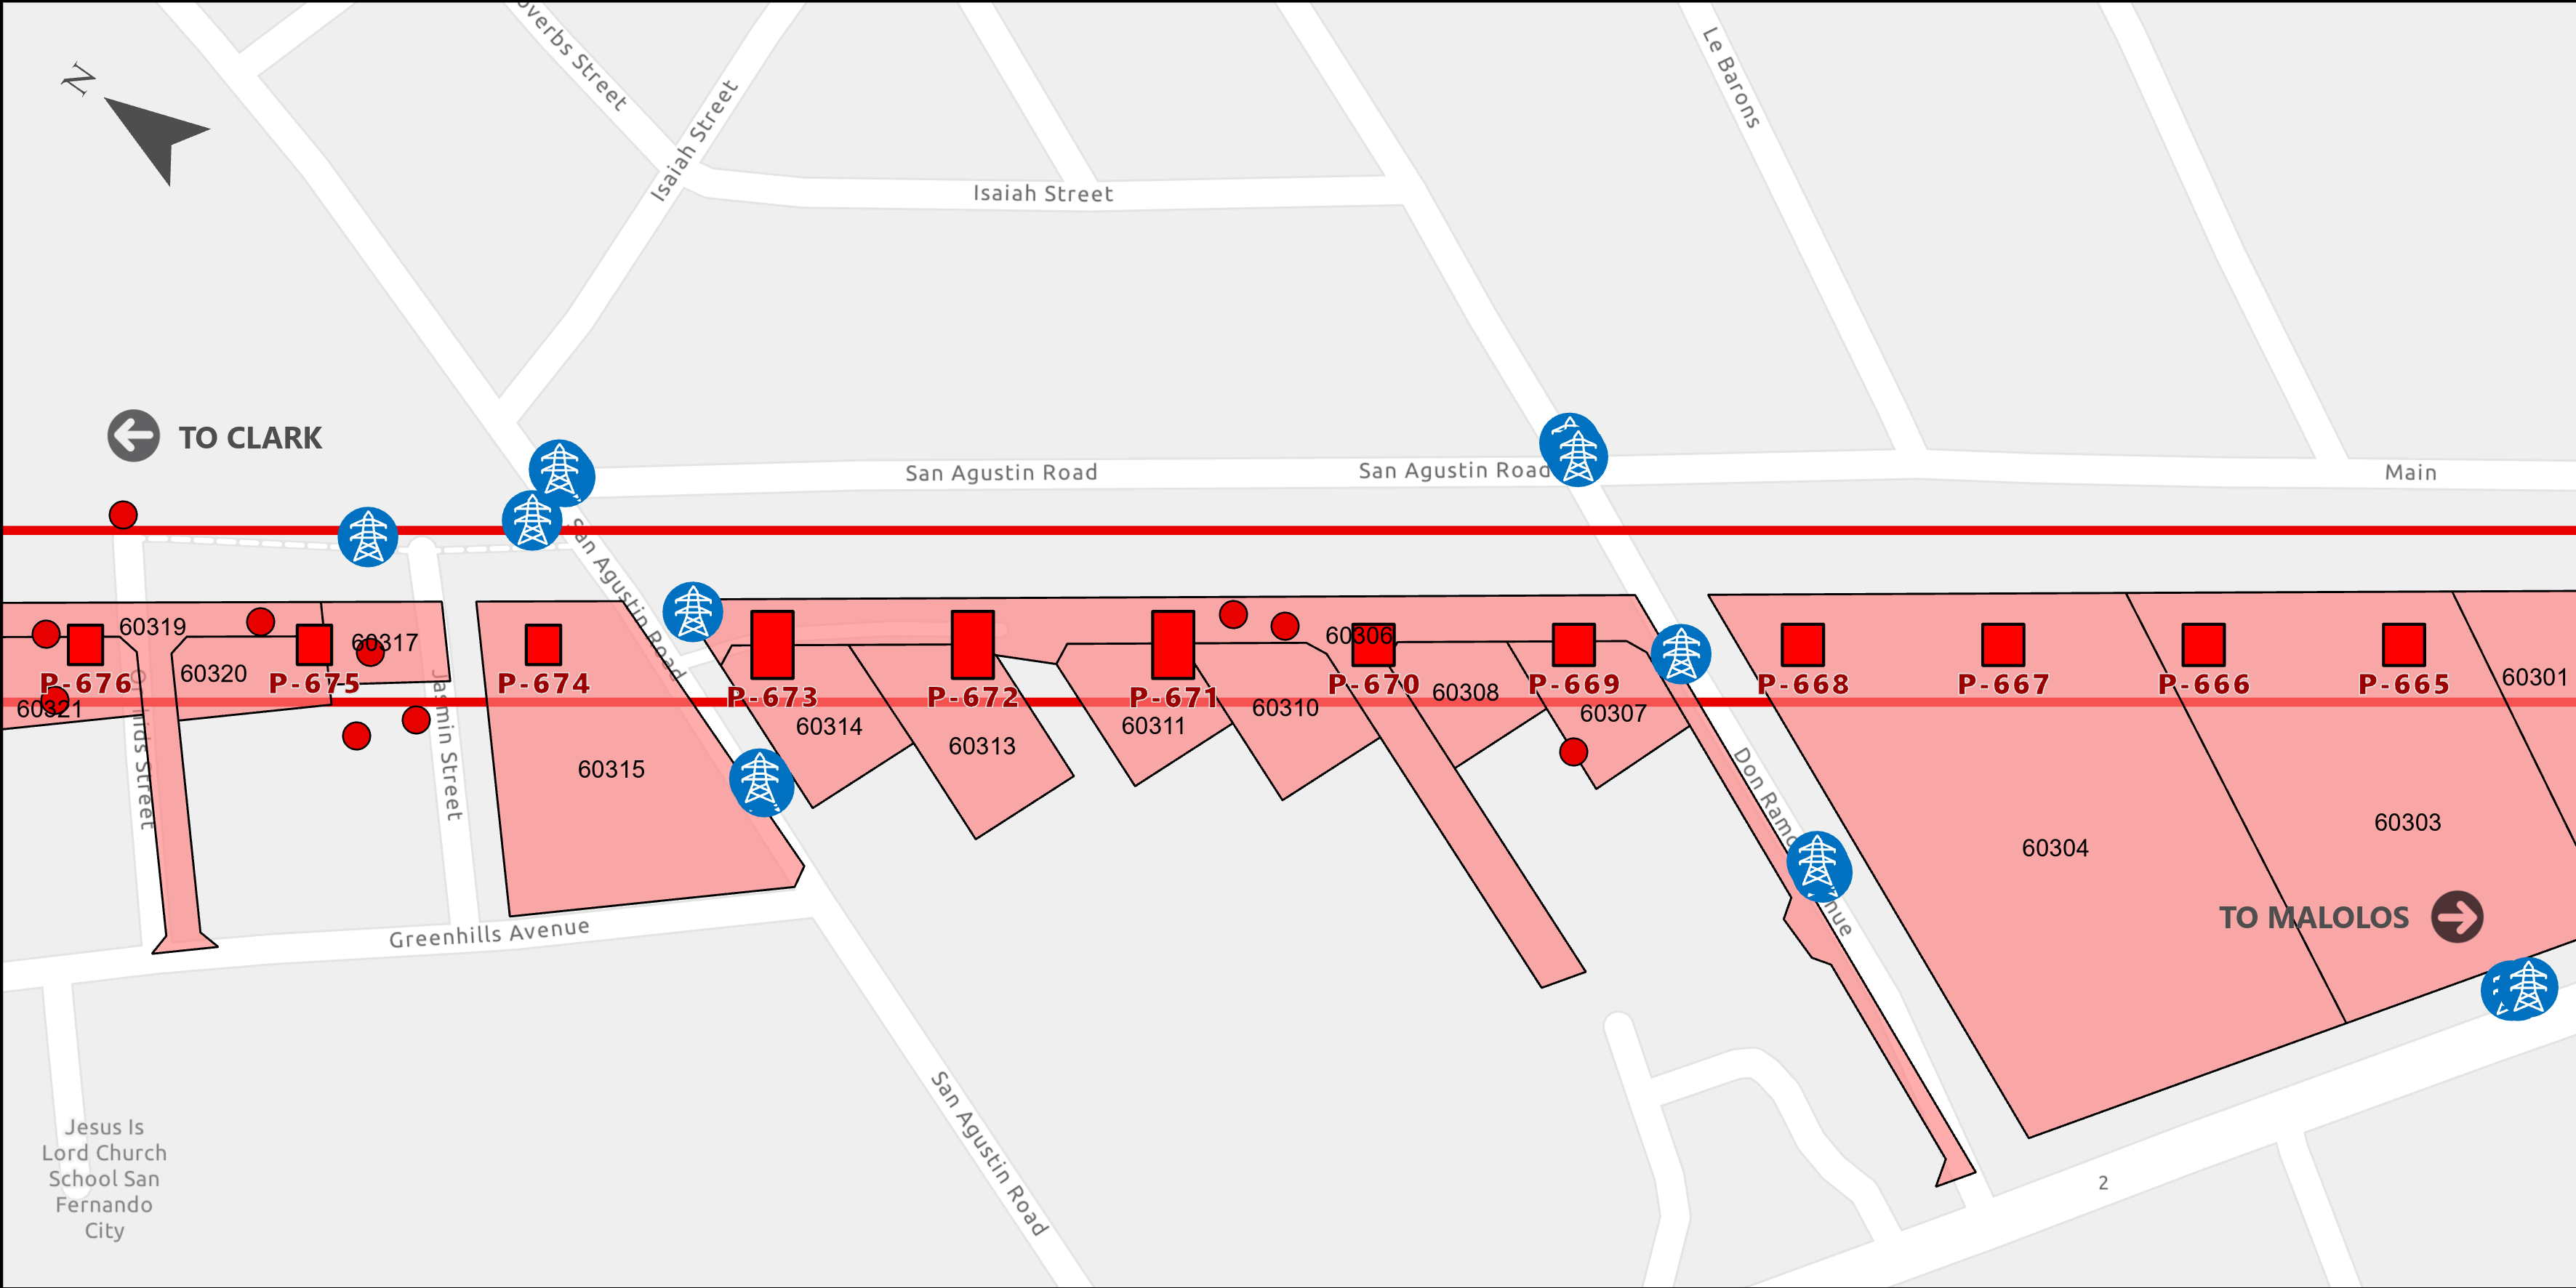 N
overbs Street
Isaiah Street
Isaiah Street
Le Barons
TO CLARK
San Agustin Road
San Agustin Road
Main
San Agustin Road
60319
60317
60306
60320
60321
60301
P-676
P-675
P-674
P-673
P-672
P-671
P-670
P-669
P-668
P-667
P-666
P-665
60308
60310
60307
60311
60314
60313
60315
60304
60303
Street
Jasmin Street
Don Ramo
nue
TO MALOLOS
Greenhills Avenue
San Agustin Road
Jesus Is
Lord Church
School San
Fernando
City
2